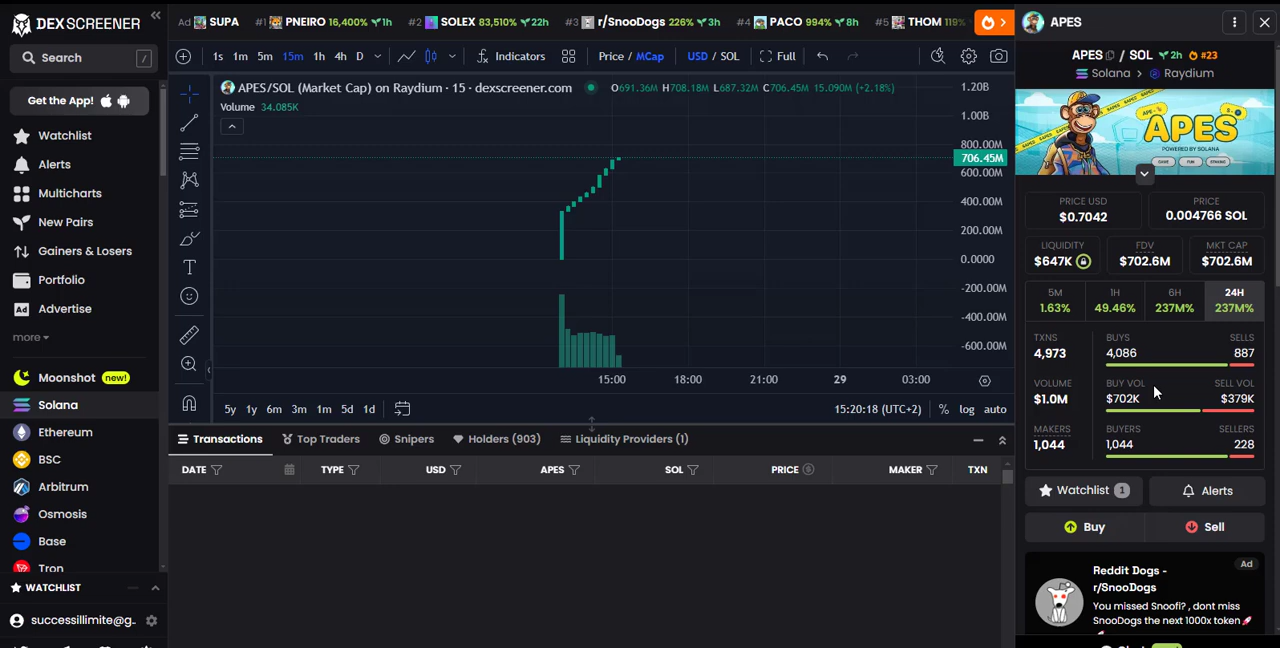 DEXSCREENER
Search /
Get the App!
Watchlist
Alerts
Multicharts
New Pairs
Gainers & Losers
Portfolio
Ad Advertise
more
Moonshot new!
Solana
Ethereum
BSC
Arbitrum
Osmosis
Base
Tron
WATCHLIST
successillimite@g..
Ad SUPA #1 PNEIRO 16,400% 1h #2 SOLEX 83,510% 22h #3 r/SnooDogs 226% 3h #4 PACO 994% 8h #5 THOM 119%
1s 1m 5m 15m 1h 4h D Indicators Price / MCap USD / SOL Full
APES/SOL (Market Cap) on Raydium · 15 · dexscreener.com O691.36M H708.18M L687.32M C706.45M 15.090M (+2.18%)
Volume 34.085K
1.20B
1.00B
800.00M
706.45M
600.00M
400.00M
200.00M
0.0000
-200.00M
-400.00M
-600.00M
15:00 18:00 21:00 29 03:00
5y 1y 6m 3m 1m 5d 1d 15:20:18 (UTC+2) % log auto
Transactions Top Traders Snipers Holders (903) Liquidity Providers (1)
DATE TYPE USD APES SOL PRICE MAKER TXN
APES
APES / SOL 2h #23
Solana > Raydium
APES
POWERED BY SOLANA
PRICE USD PRICE
$0.7042 0.004766 SOL
LIQUIDITY FDV MKT CAP
$647K $702.6M $702.6M
5M 1H 6H 24H
1.63% 49.46% 237M% 237M%
TXNS BUYS SELLS
4,973 4,086 887
VOLUME BUY VOL SELL VOL
$1.0M $702K $379K
MAKERS BUYERS SELLERS
1,044 1,044 228
Watchlist 1 Alerts
Buy Sell
Ad
Reddit Dogs -
r/SnooDogs
You missed Snoofi? , dont miss
SnooDogs the next 1000x token